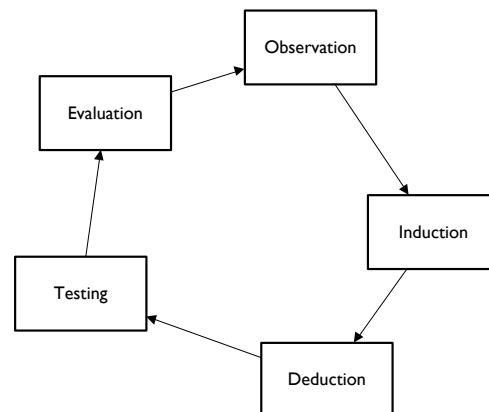 Observation
Evaluation
Induction
Testing
Deduction